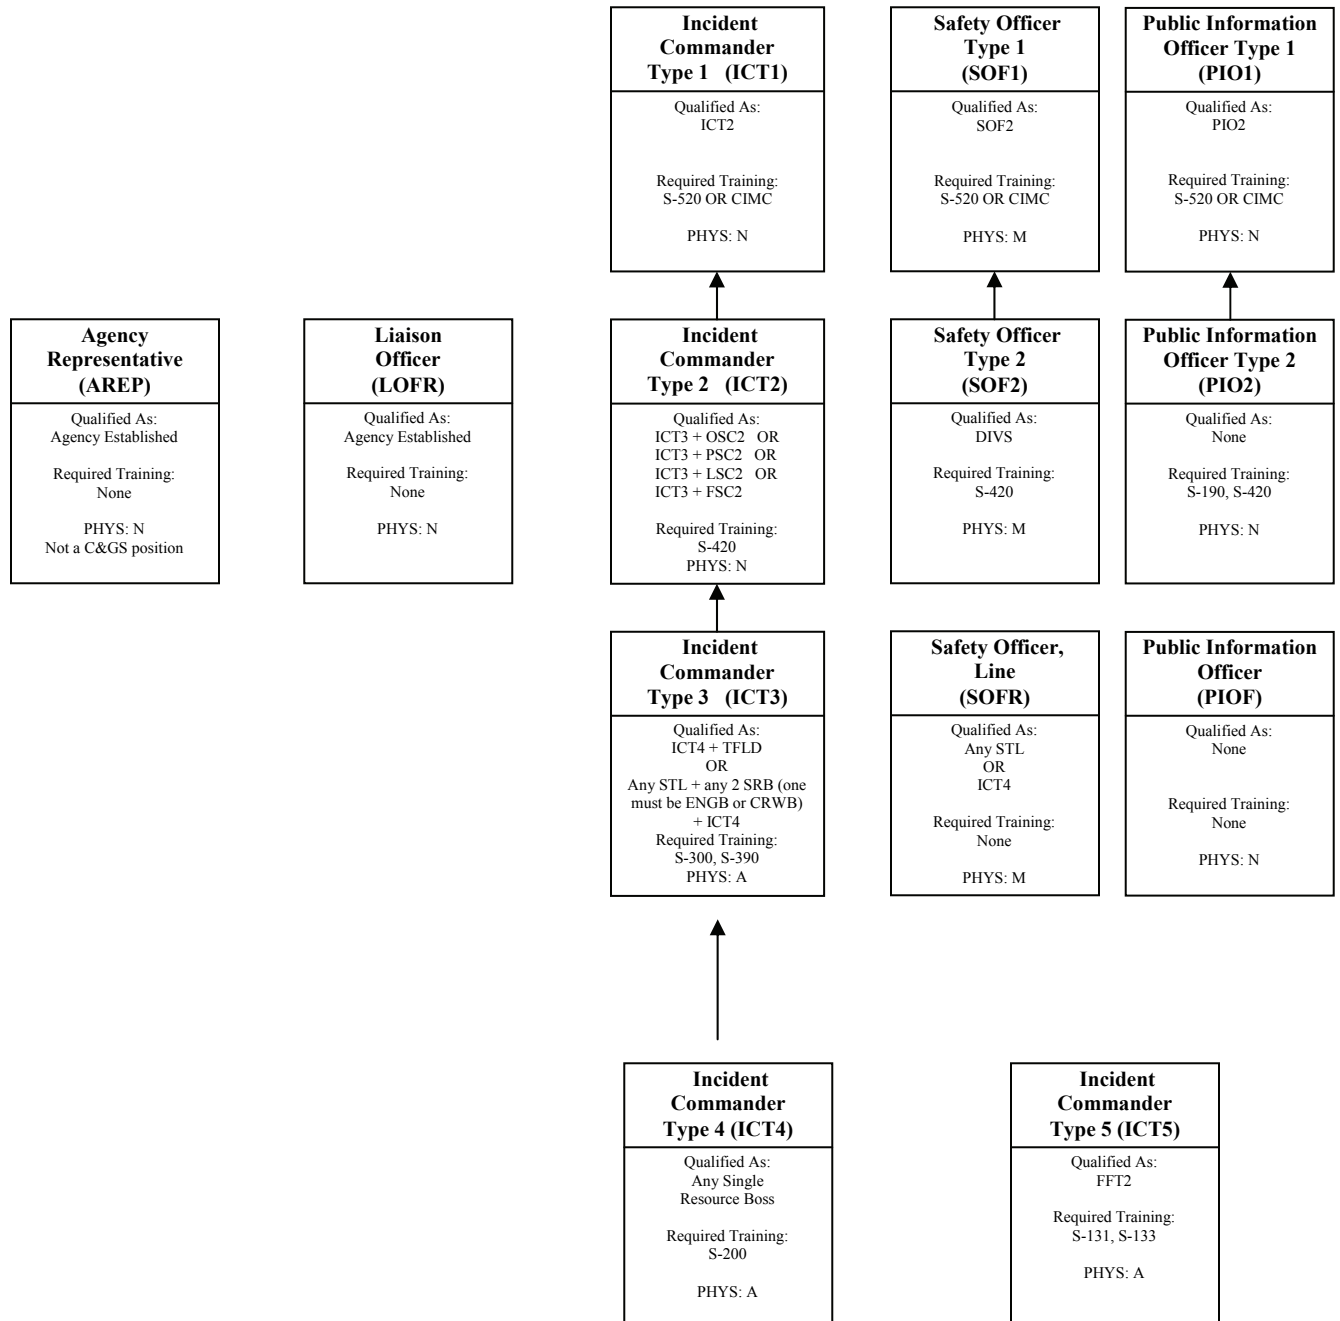 Incident
Commander
Type 1 (ICT1)
Qualified As:
ICT2
Required Training:
S-520 OR CIMC
PHYS: N
Safety Officer
Type 1
(SOF1)
Qualified As:
SOF2
Required Training:
S-520 OR CIMC
PHYS: M
Public Information
Officer Type 1
(PIO1)
Qualified As:
PIO2
Required Training:
S-520 OR CIMC
PHYS: N
Agency
Representative
(AREP)
Qualified As:
Agency Established
Required Training:
None
PHYS: N
Not a C&GS position
Liaison
Officer
(LOFR)
Qualified As:
Agency Established
Required Training:
None
PHYS: N
Incident
Commander
Type 2 (ICT2)
Qualified As:
ICT3 + OSC2 OR
ICT3 + PSC2 OR
ICT3 + LSC2 OR
ICT3 + FSC2
Required Training:
S-420
PHYS: N
Safety Officer
Type 2
(SOF2)
Qualified As:
DIVS
Required Training:
S-420
PHYS: M
Public Information
Officer Type 2
(PIO2)
Qualified As:
None
Required Training:
S-190, S-420
PHYS: N
Incident
Commander
Type 3 (ICT3)
Qualified As:
ICT4 + TFLD
OR
Any STL + any 2 SRB (one
must be ENGB or CRWB)
+ ICT4
Required Training:
S-300, S-390
PHYS: A
Safety Officer,
Line
(SOFR)
Qualified As:
Any STL
OR
ICT4
Required Training:
None
PHYS: M
Public Information
Officer
(PIOF)
Qualified As:
None
Required Training:
None
PHYS: N
Incident
Commander
Type 4 (ICT4)
Qualified As:
Any Single
Resource Boss
Required Training:
S-200
PHYS: A
Incident
Commander
Type 5 (ICT5)
Qualified As:
FFT2
Required Training:
S-131, S-133
PHYS: A